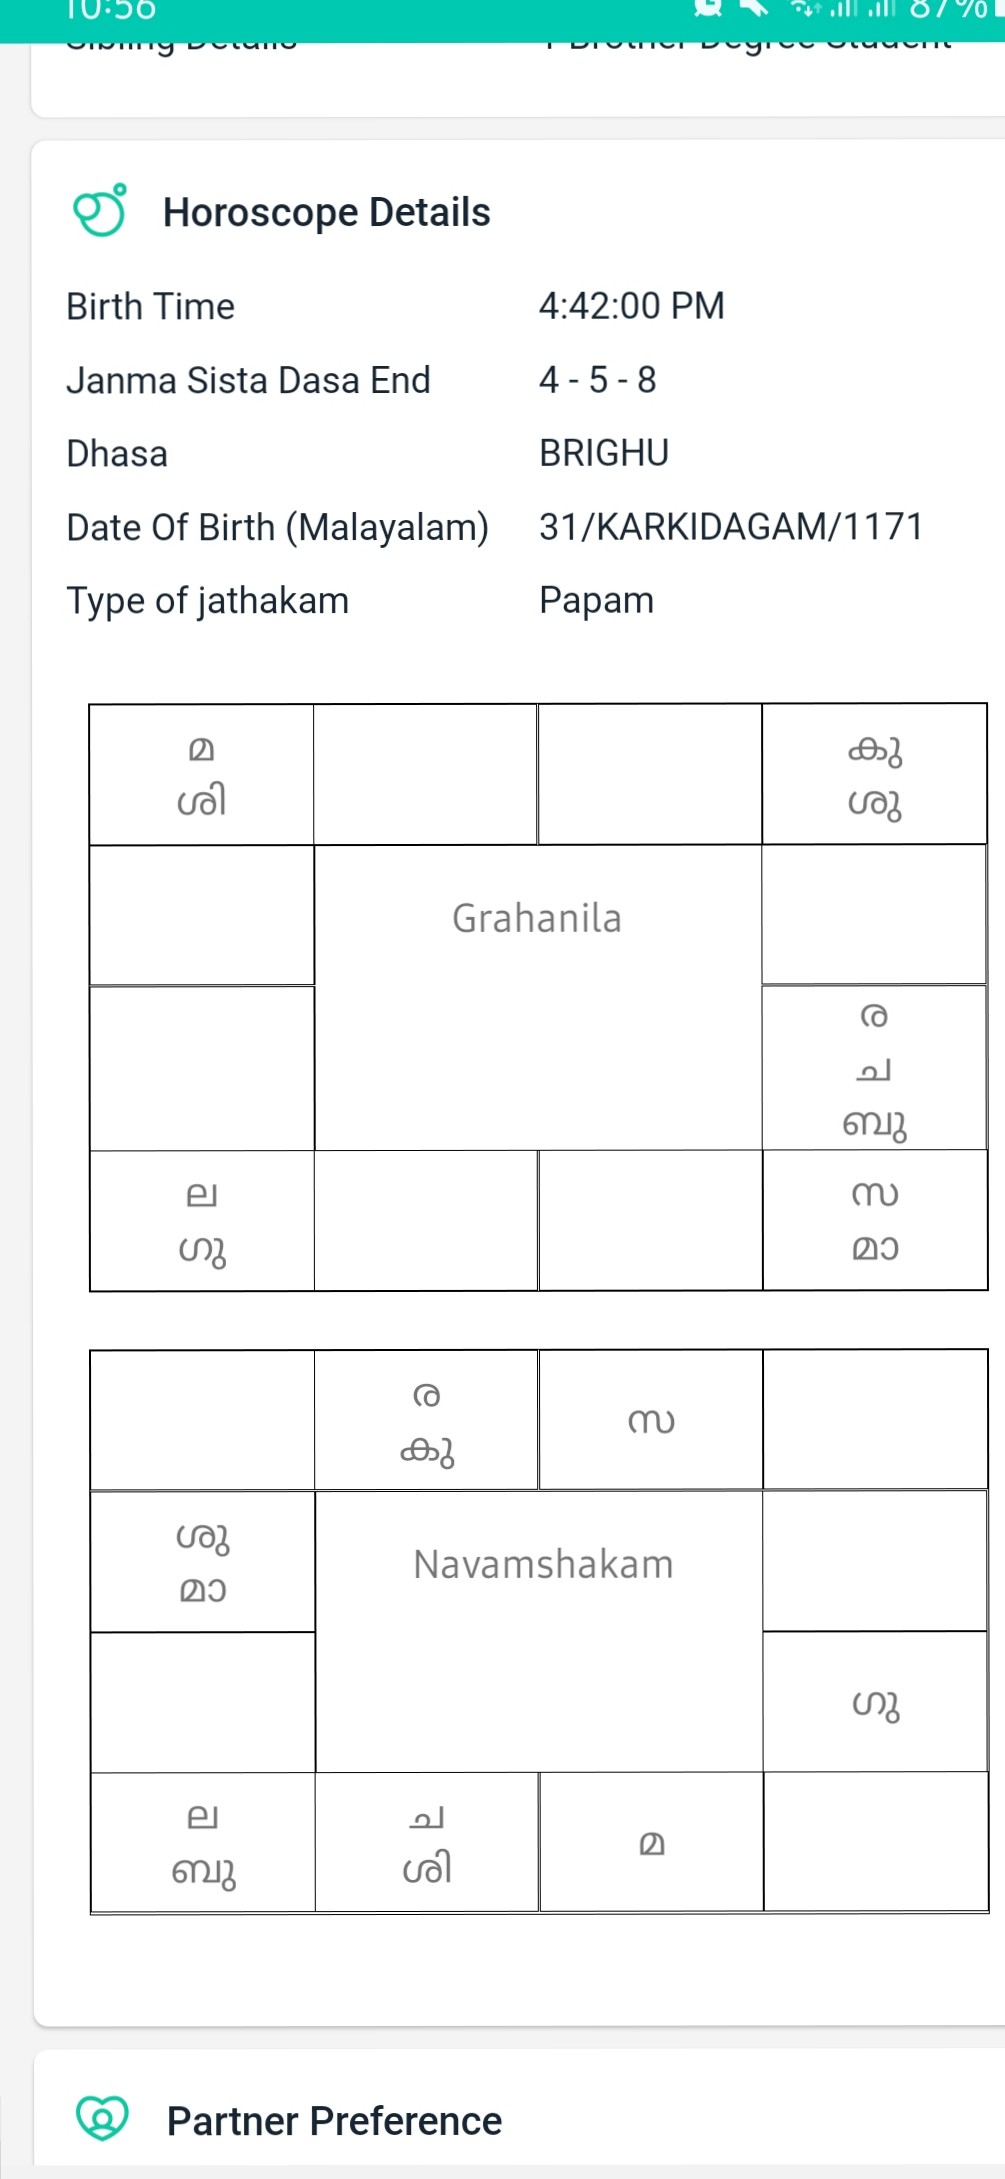 10:56 87%
Sibling Details 1 Brother Degree Student
Horoscope Details
Birth Time 4:42:00 PM
Janma Sista Dasa End 4 - 5 - 8
Dhasa BRIGHU
Date Of Birth (Malayalam) 31/KARKIDAGAM/1171
Type of jathakam Papam
മ കു
ശി ശു
Grahanila
ര
ച
ബു
ല സ
ഗു മാ
ര സ
കു
ശു
മാ
Navamshakam
ഗു
ല ച മ
ബു ശി
Partner Preference